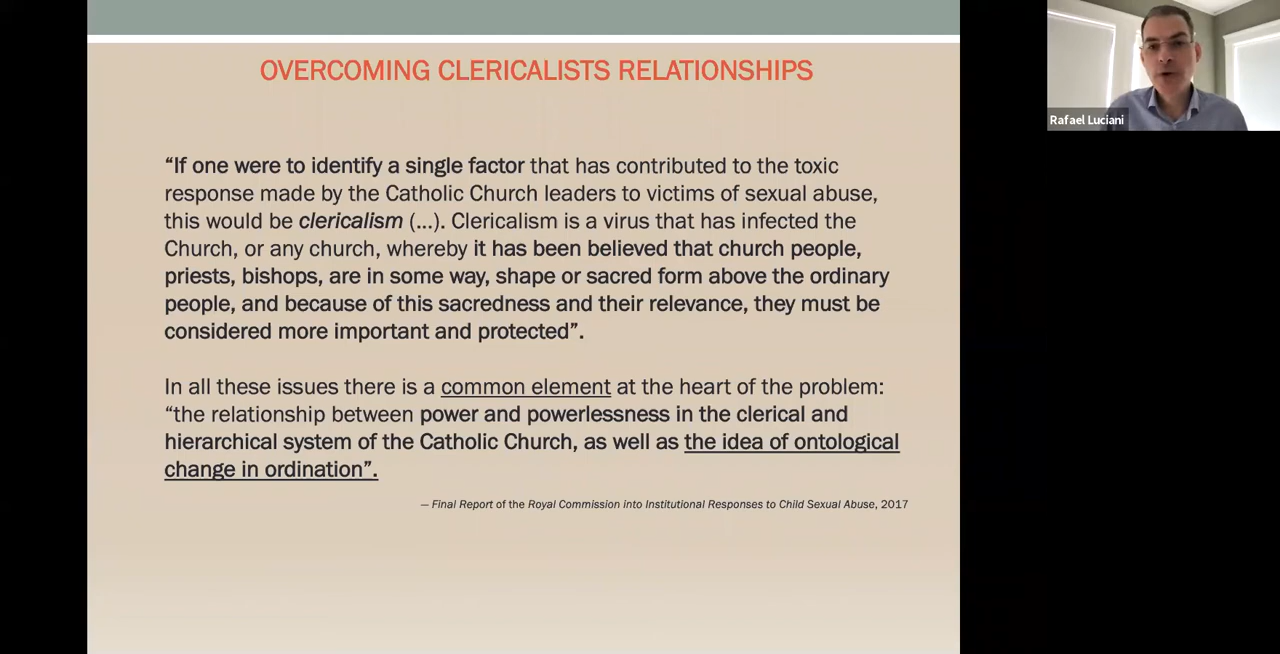 OVERCOMING CLERICALISTS RELATIONSHIPS
Rafael Luciani
“If one were to identify a single factor that has contributed to the toxic
response made by the Catholic Church leaders to victims of sexual abuse,
this would be clericalism (...). Clericalism is a virus that has infected the
Church, or any church, whereby it has been believed that church people,
priests, bishops, are in some way, shape or sacred form above the ordinary
people, and because of this sacredness and their relevance, they must be
considered more important and protected”.
In all these issues there is a common element at the heart of the problem:
“the relationship between power and powerlessness in the clerical and
hierarchical system of the Catholic Church, as well as the idea of ontological
change in ordination”.
— Final Report of the Royal Commission into Institutional Responses to Child Sexual Abuse, 2017